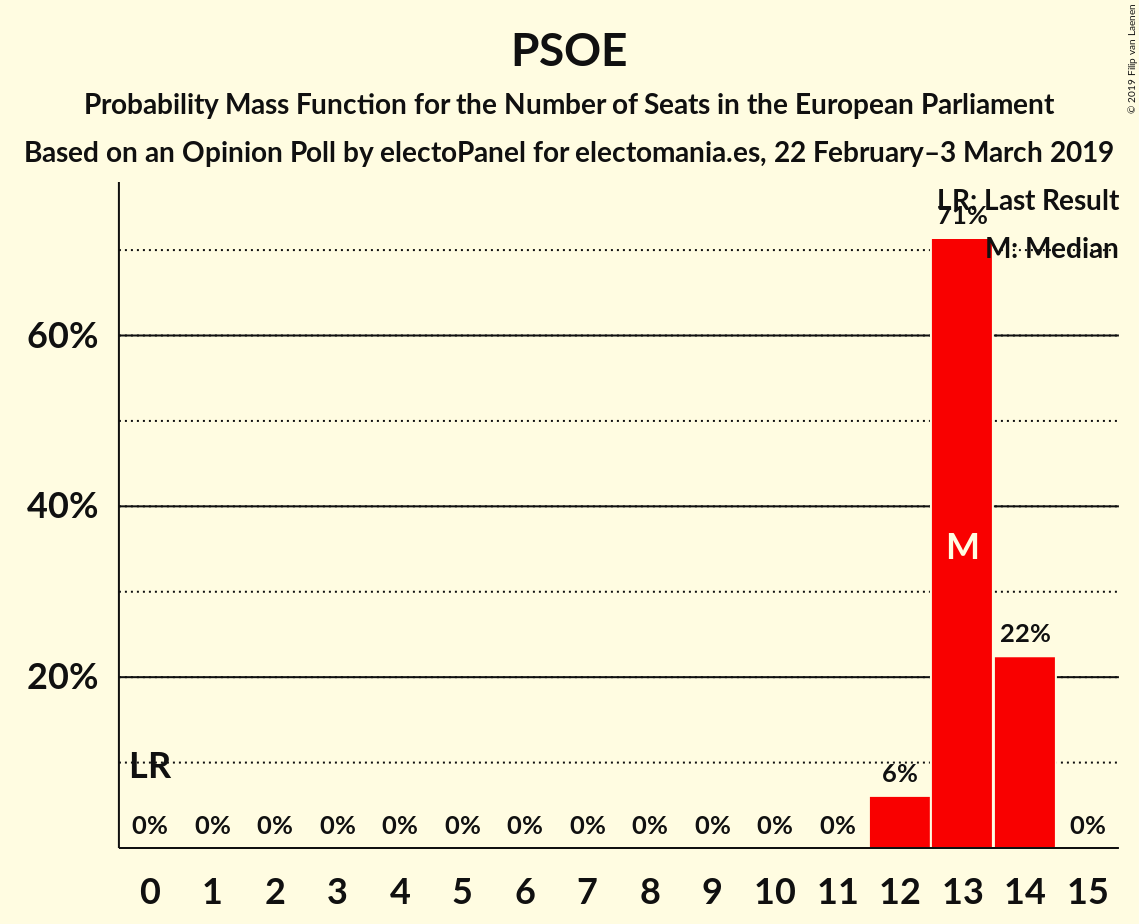 PSOE
Probability Mass Function for the Number of Seats in the European Parliament
Based on an Opinion Poll by electoPanel for electomania.es, 22 February–3 March 2019
© 2019 Filip van Laenen
LR: Last Result
M: Median
71%
60%
40%
M
22%
20%
LR
6%
0% 0% 0% 0% 0% 0% 0% 0% 0% 0% 0% 0% 0%
0 1 2 3 4 5 6 7 8 9 10 11 12 13 14 15